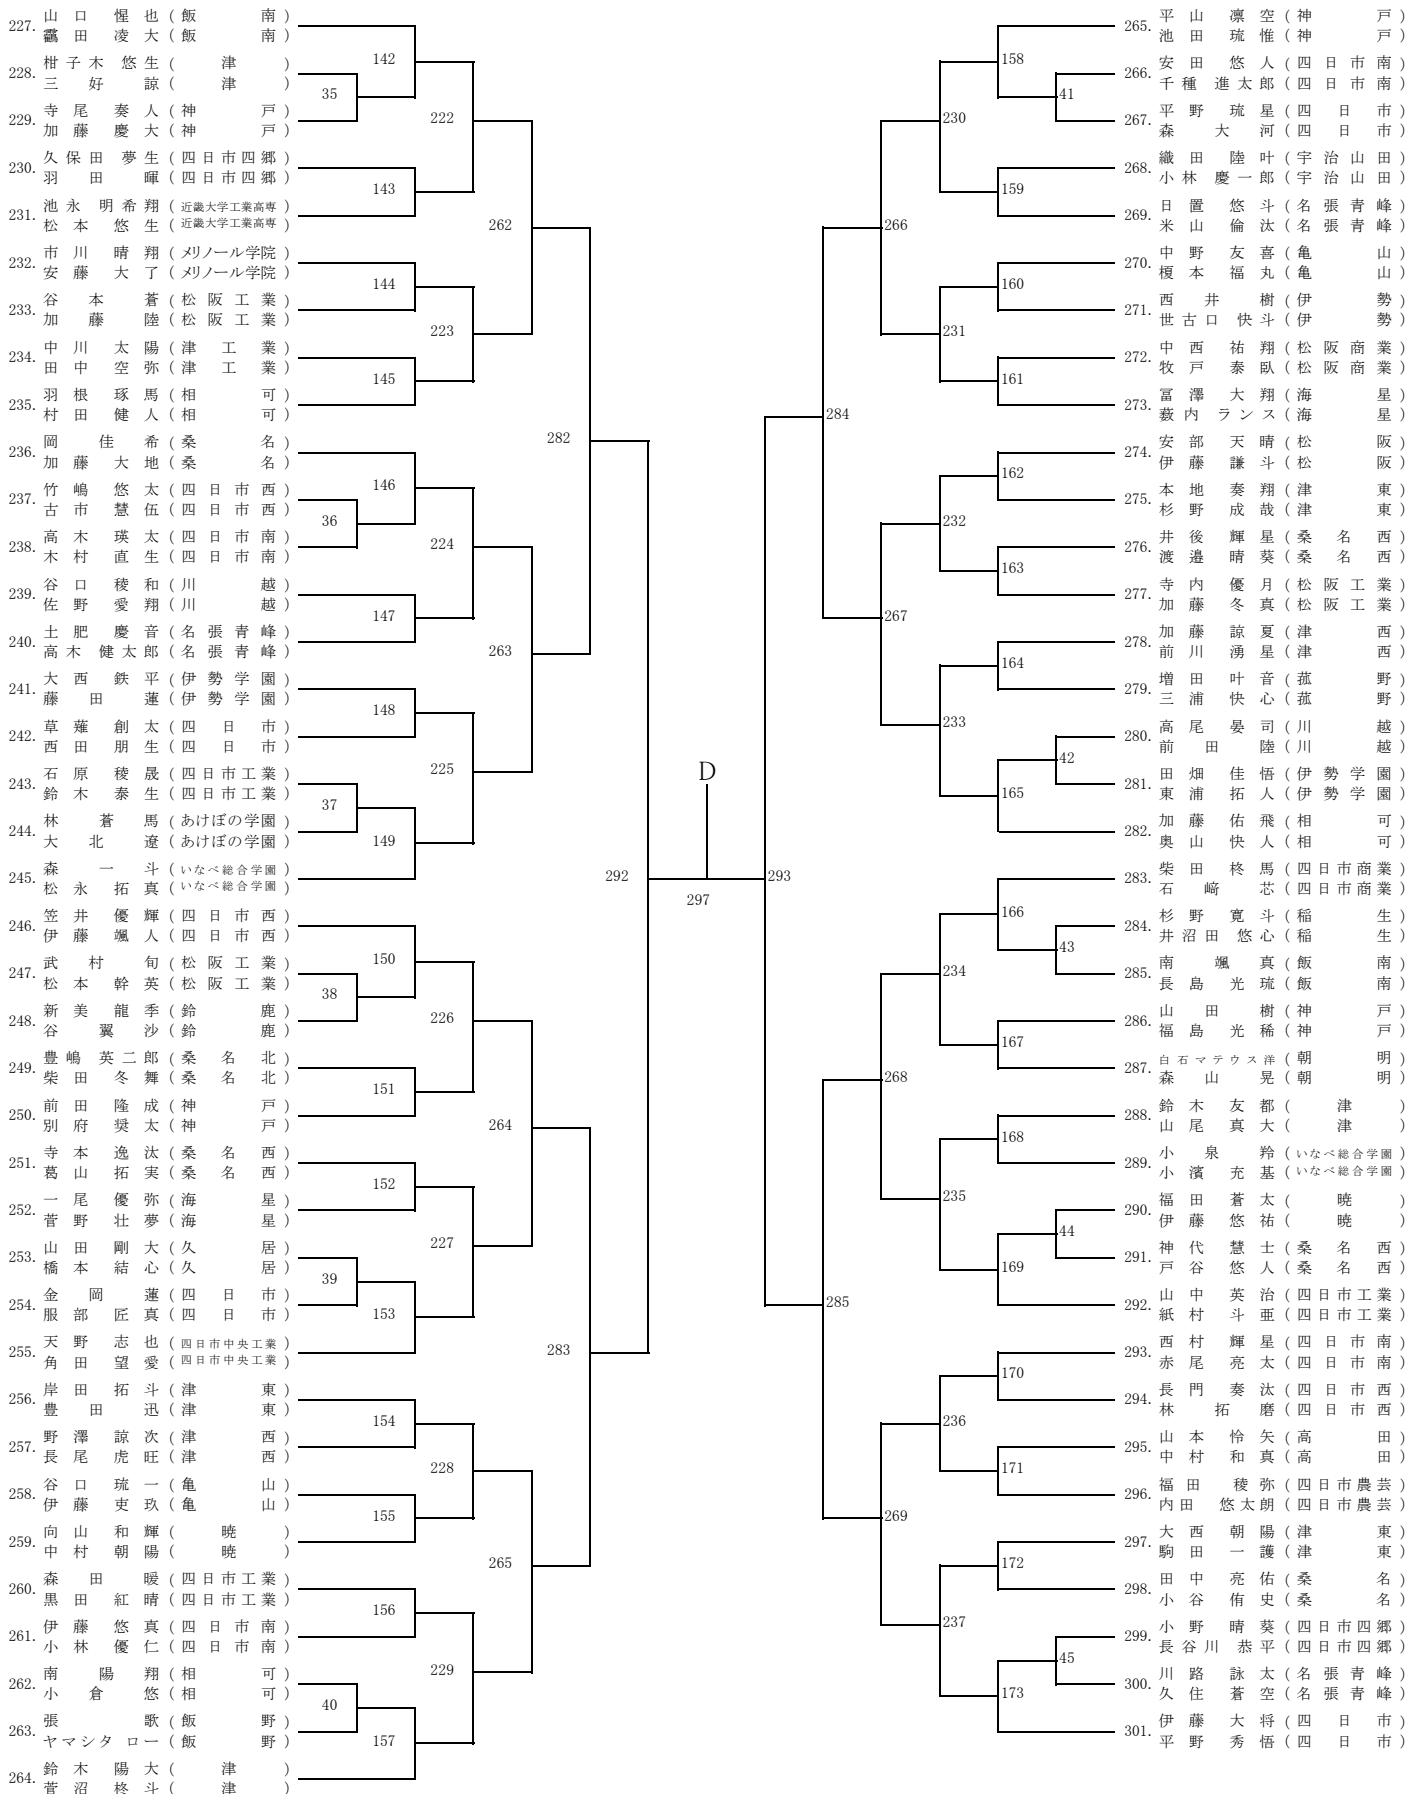 227. 山口 惺也 (飯南)
靏田 凌大 (飯南)
228. 柑子木 悠生 (津)
三好 諒 (津)
229. 寺尾 奏人 (神戸)
加藤 慶大 (神戸)
230. 久保田 夢生 (四日市四郷)
羽田 暉 (四日市四郷)
231. 池永 明希翔 (近畿大学工業高専)
松本 悠生 (近畿大学工業高専)
232. 市川 晴翔 (メリノール学院)
安藤 大了 (メリノール学院)
233. 谷本 蒼 (松阪工業)
加藤 陸 (松阪工業)
234. 中川 太陽 (津工業)
田中 空弥 (津工業)
235. 羽根 琢馬 (相可)
村田 健人 (相可)
236. 岡 佳希 (桑名)
加藤 大地 (桑名)
237. 竹嶋 悠太 (四日市西)
古市 慧伍 (四日市西)
238. 高木 瑛太 (四日市南)
木村 直生 (四日市南)
239. 谷口 稜和 (川越)
佐野 愛翔 (川越)
240. 土肥 慶音 (名張青峰)
高木 健太郎 (名張青峰)
241. 大西 鉄平 (伊勢学園)
藤田 蓮 (伊勢学園)
242. 草薙 創太 (四日市)
西田 朋生 (四日市)
243. 石原 稜晟 (四日市工業)
鈴木 泰生 (四日市工業)
244. 林 蒼馬 (あけぼの学園)
大北 遼 (あけぼの学園)
245. 森 一斗 (いなべ総合学園)
松永 拓真 (いなべ総合学園)
246. 笠井 優輝 (四日市西)
伊藤 颯人 (四日市西)
247. 武村 旬 (松阪工業)
松本 幹英 (松阪工業)
248. 新美 龍季 (鈴鹿)
谷 翼沙 (鈴鹿)
249. 豊嶋 英二郎 (桑名北)
柴田 冬舞 (桑名北)
250. 前田 隆成 (神戸)
別府 奨太 (神戸)
251. 寺本 逸汰 (桑名西)
葛山 拓実 (桑名西)
252. 一尾 優弥 (海星)
菅野 壮夢 (海星)
253. 山田 剛大 (久居)
橋本 結心 (久居)
254. 金岡 蓮 (四日市)
服部 匠真 (四日市)
255. 天野 志也 (四日市中央工業)
角田 望愛 (四日市中央工業)
256. 岸田 拓斗 (津東)
豊田 迅 (津東)
257. 野澤 諒次 (津西)
長尾 虎旺 (津西)
258. 谷口 琉一 (亀山)
伊藤 吏玖 (亀山)
259. 向山 和輝 (暁)
中村 朝陽 (暁)
260. 森田 暖 (四日市工業)
黒田 紅晴 (四日市工業)
261. 伊藤 悠真 (四日市南)
小林 優仁 (四日市南)
262. 南 陽翔 (相可)
小倉 悠 (相可)
263. 張 歌 (飯野)
ヤマシタ ロー (飯野)
264. 鈴木 陽大 (津)
菅沼 柊斗 (津)
35
36
37
38
39
40
142
143
144
145
146
147
148
149
150
151
152
153
154
155
156
157
222
223
224
225
226
227
228
229
262
263
264
265
282
283
292
D
297
293
284
285
266
267
268
269
230
231
232
233
234
235
236
237
158
159
160
161
162
163
164
165
166
167
168
169
170
171
172
173
41
42
43
44
45
265. 平山 凛空 (神戸)
池田 琉惟 (神戸)
266. 安田 悠人 (四日市南)
千種 進太郎 (四日市南)
267. 平野 琉星 (四日市)
森 大河 (四日市)
268. 織田 陸叶 (宇治山田)
小林 慶一郎 (宇治山田)
269. 日置 悠斗 (名張青峰)
米山 倫汰 (名張青峰)
270. 中野 友喜 (亀山)
榎本 福丸 (亀山)
271. 西井 樹 (伊勢)
世古口 快斗 (伊勢)
272. 中西 祐翔 (松阪商業)
牧戸 泰臥 (松阪商業)
273. 冨澤 大翔 (海星)
薮内 ランス (海星)
274. 安部 天晴 (松阪)
伊藤 謙斗 (松阪)
275. 本地 奏翔 (津東)
杉野 成哉 (津東)
276. 井後 輝星 (桑名西)
渡邉 晴葵 (桑名西)
277. 寺内 優月 (松阪工業)
加藤 冬真 (松阪工業)
278. 加藤 諒夏 (津西)
前川 湧星 (津西)
279. 増田 叶音 (菰野)
三浦 快心 (菰野)
280. 高尾 晏司 (川越)
前田 陸 (川越)
281. 田畑 佳悟 (伊勢学園)
東浦 拓人 (伊勢学園)
282. 加藤 佑飛 (相可)
奥山 快人 (相可)
283. 柴田 柊馬 (四日市商業)
石﨑 芯 (四日市商業)
284. 杉野 寛斗 (稲生)
井沼田 悠心 (稲生)
285. 南 颯真 (飯南)
長島 光琉 (飯南)
286. 山田 樹 (神戸)
福島 光稀 (神戸)
287. 白石マテウス洋 (朝明)
森山 晃 (朝明)
288. 鈴木 友都 (津)
山尾 真大 (津)
289. 小泉 羚 (いなべ総合学園)
小濱 充基 (いなべ総合学園)
290. 福田 蒼太 (暁)
伊藤 悠祐 (暁)
291. 神代 慧士 (桑名西)
戸谷 悠人 (桑名西)
292. 山中 英治 (四日市工業)
紙村 斗亜 (四日市工業)
293. 西村 輝星 (四日市南)
赤尾 亮太 (四日市南)
294. 長門 奏汰 (四日市西)
林 拓磨 (四日市西)
295. 山本 怜矢 (高田)
中村 和真 (高田)
296. 福田 稜弥 (四日市農芸)
内田 悠太朗 (四日市農芸)
297. 大西 朝陽 (津東)
駒田 一護 (津東)
298. 田中 亮佑 (桑名)
小谷 侑史 (桑名)
299. 小野 晴葵 (四日市四郷)
長谷川 恭平 (四日市四郷)
300. 川路 詠太 (名張青峰)
久住 蒼空 (名張青峰)
301. 伊藤 大将 (四日市)
平野 秀悟 (四日市)